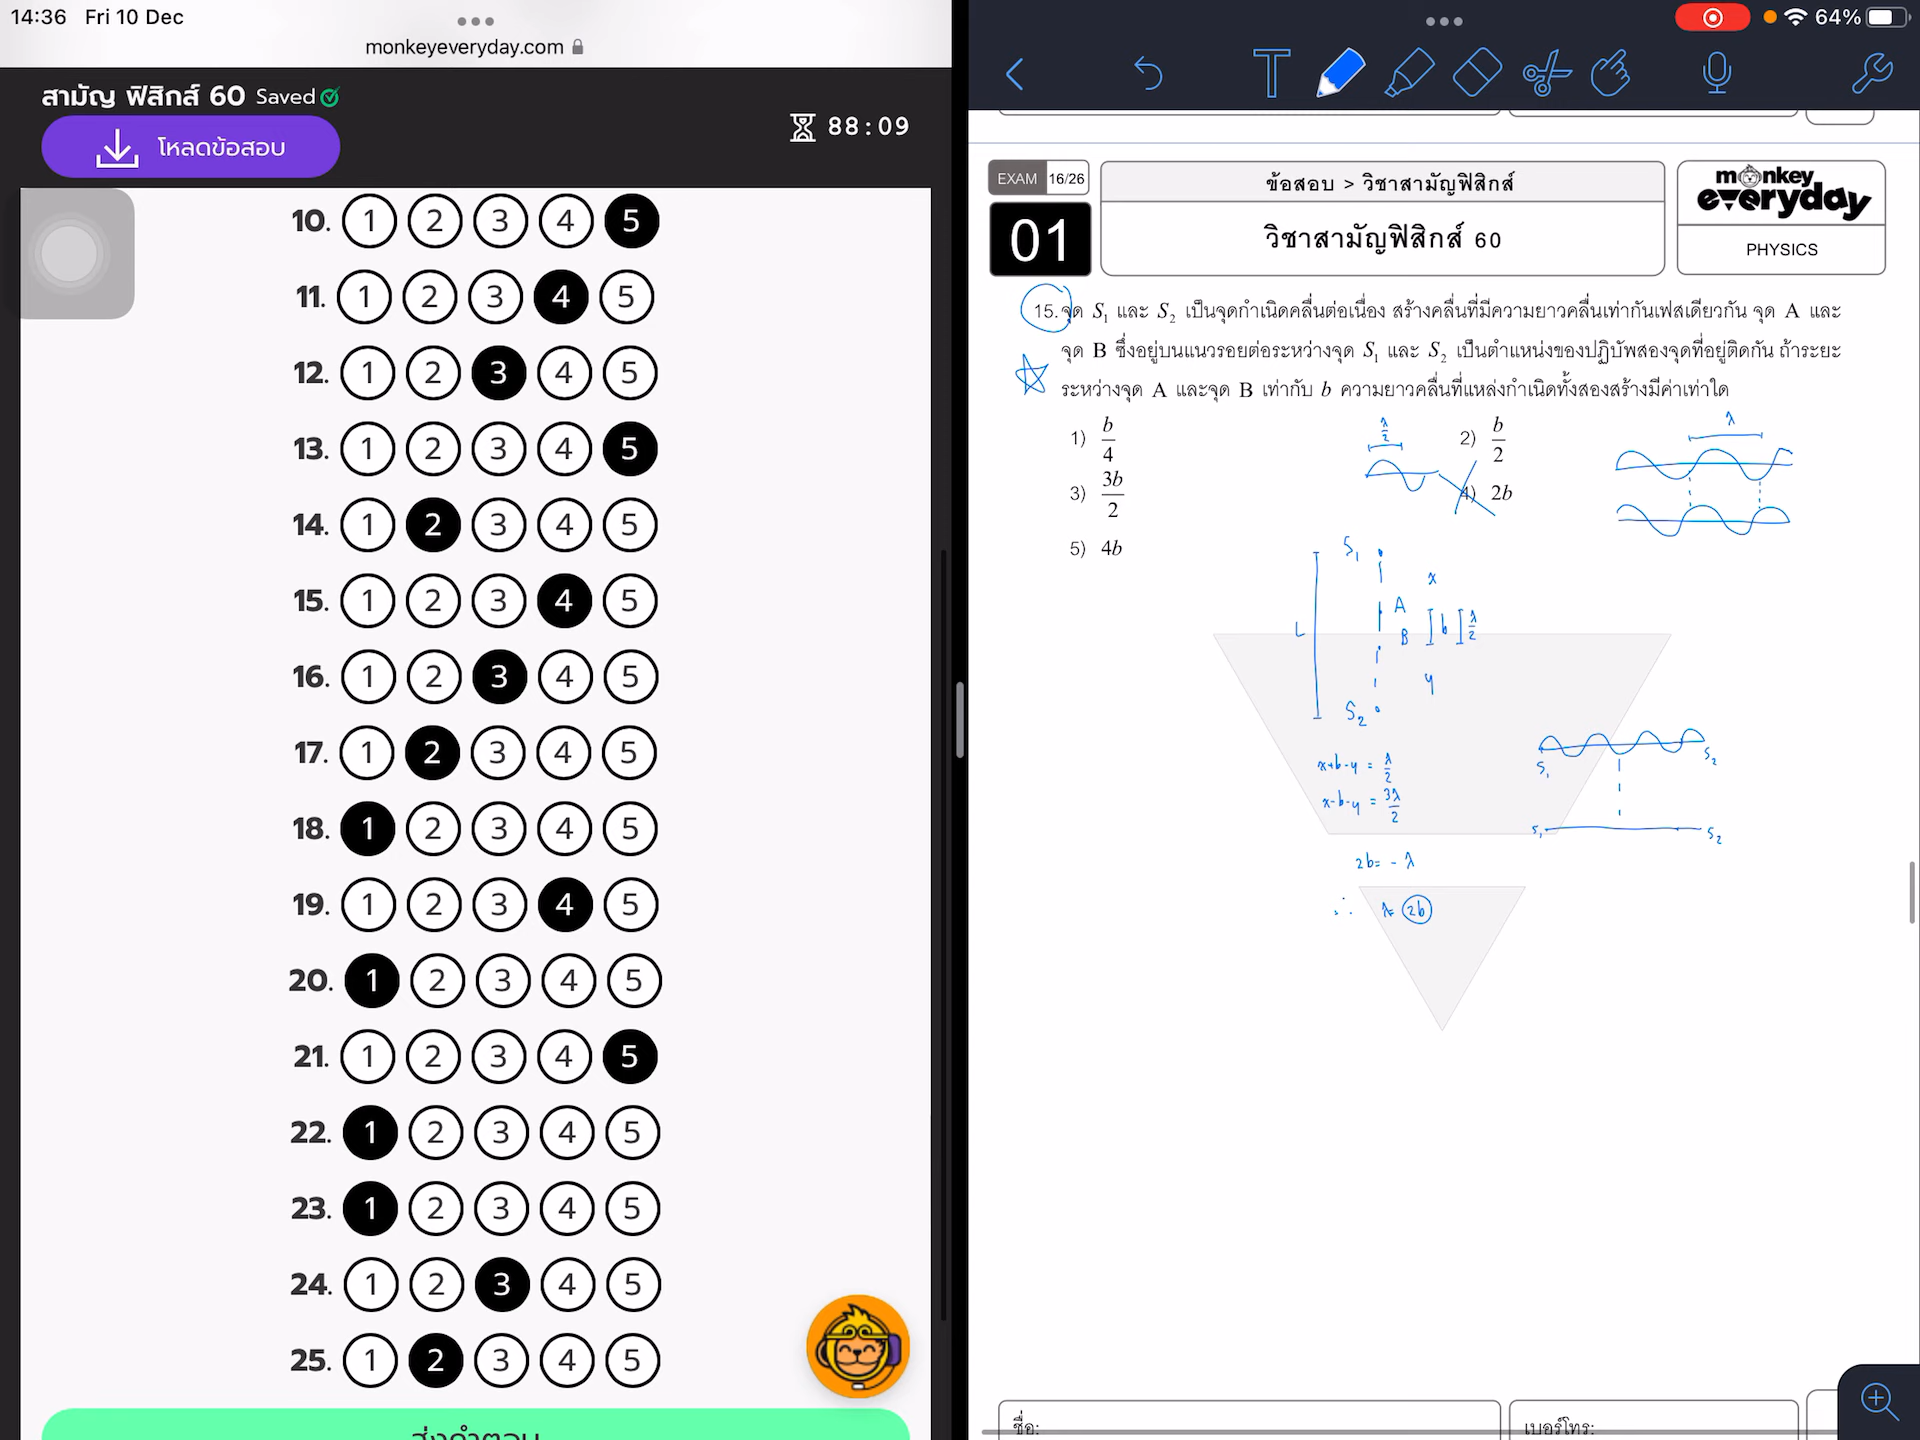 14:36 Fri 10 Dec
monkeyeveryday.com
สามัญ ฟิสิกส์ 60 Saved
โหลดข้อสอบ
88:09
10. 1 2 3 4 5
11. 1 2 3 4 5
12. 1 2 3 4 5
13. 1 2 3 4 5
14. 1 2 3 4 5
15. 1 2 3 4 5
16. 1 2 3 4 5
17. 1 2 3 4 5
18. 1 2 3 4 5
19. 1 2 3 4 5
20. 1 2 3 4 5
21. 1 2 3 4 5
22. 1 2 3 4 5
23. 1 2 3 4 5
24. 1 2 3 4 5
25. 1 2 3 4 5
ส่งคำตอบ
64%
T
EXAM 16/26
01
ข้อสอบ > วิชาสามัญฟิสิกส์
วิชาสามัญฟิสิกส์ 60
monkey
everyday
PHYSICS
15. จุด S₁ และ S₂ เป็นจุดกำเนิดคลื่นต่อเนื่อง สร้างคลื่นที่มีความยาวคลื่นเท่ากันเฟสเดียวกัน จุด A และ
จุด B ซึ่งอยู่บนแนวรอยต่อระหว่างจุด S₁ และ S₂ เป็นตำแหน่งของปฏิบัพสองจุดที่อยู่ติดกัน ถ้าระยะ
ระหว่างจุด A และจุด B เท่ากับ b ความยาวคลื่นที่แหล่งกำเนิดทั้งสองสร้างมีค่าเท่าใด
1) b/4
2) b/2
3) 3b/2
4) 2b
5) 4b
λ/2
λ
S₁
x
A
B
b
λ/2
L
y
S₂
x+b-y = λ/2
x-b-y = 3λ/2
2b = -λ
∴ λ = 2b
S₁ S₂
S₁ S₂
ชื่อ:
เบอร์โทร: